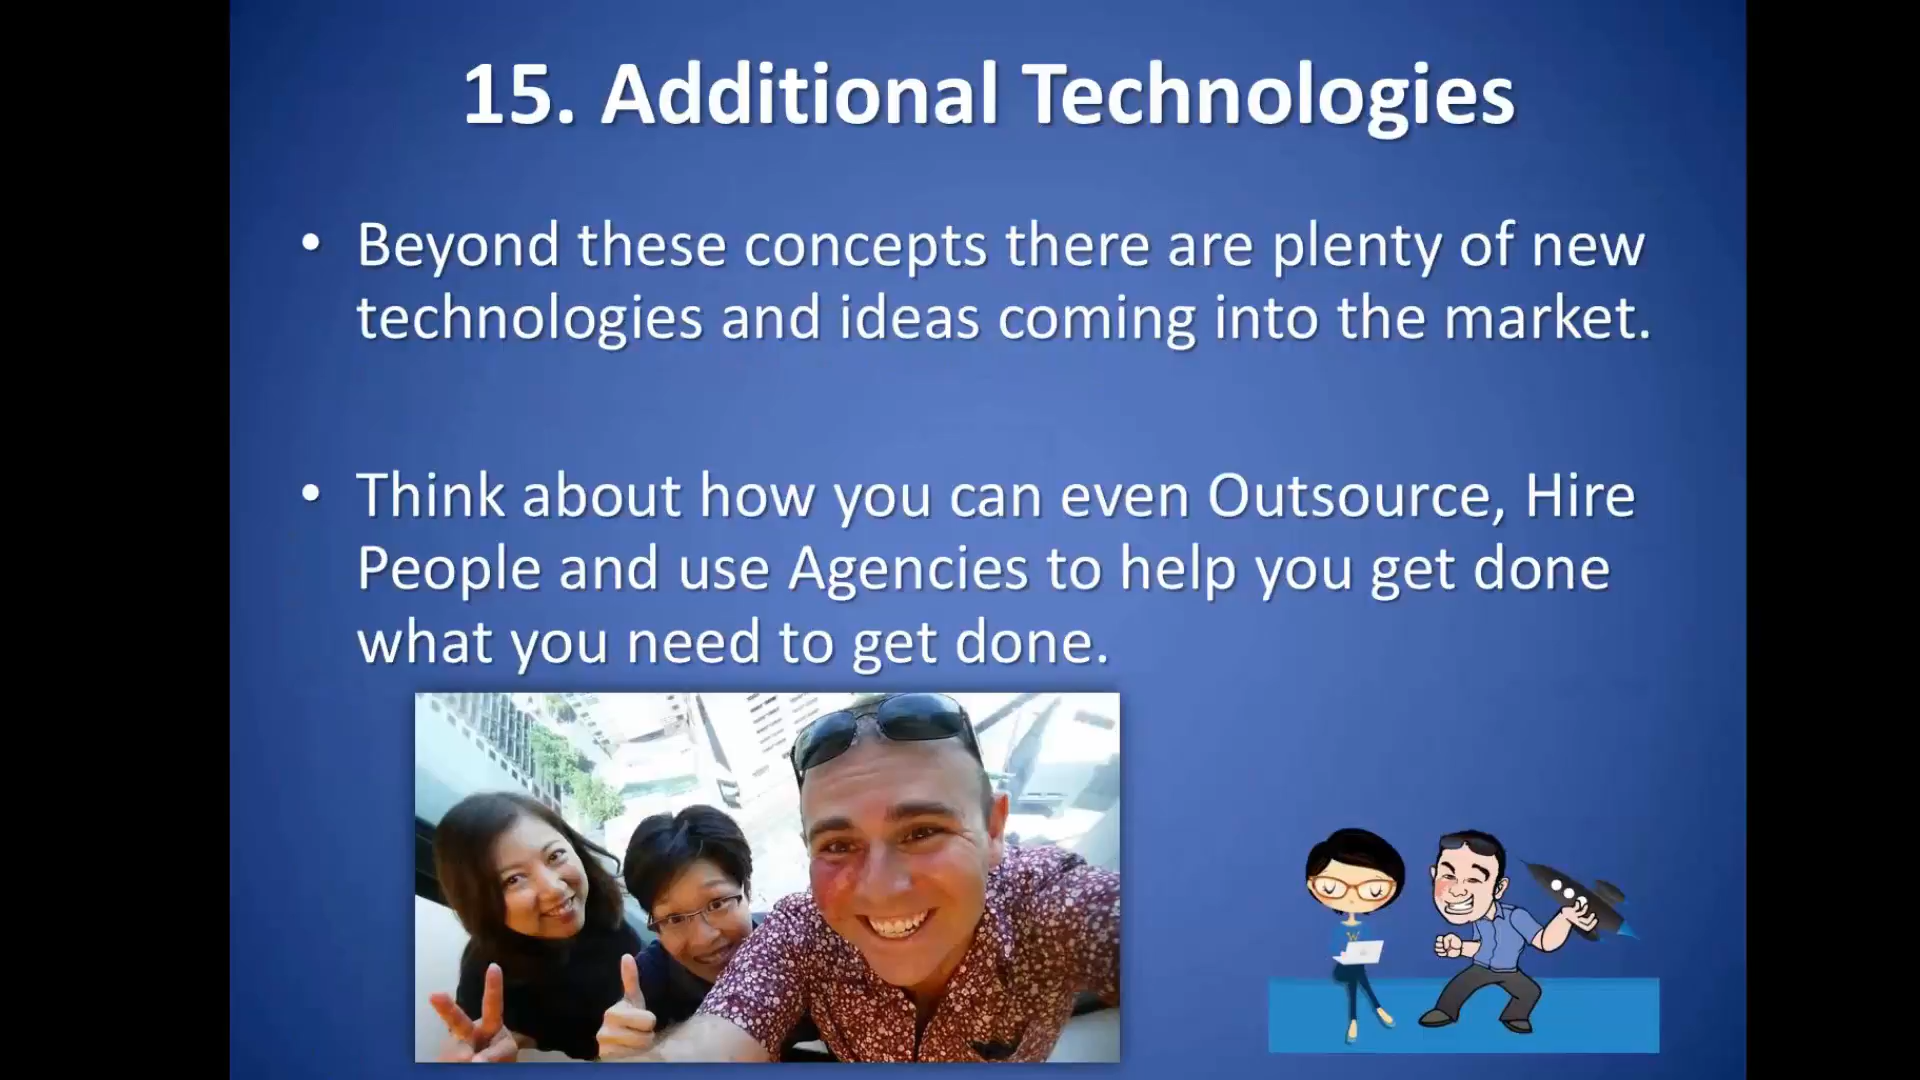 15. Additional Technologies
• Beyond these concepts there are plenty of new
technologies and ideas coming into the market.
• Think about how you can even Outsource, Hire
People and use Agencies to help you get done
what you need to get done.
W